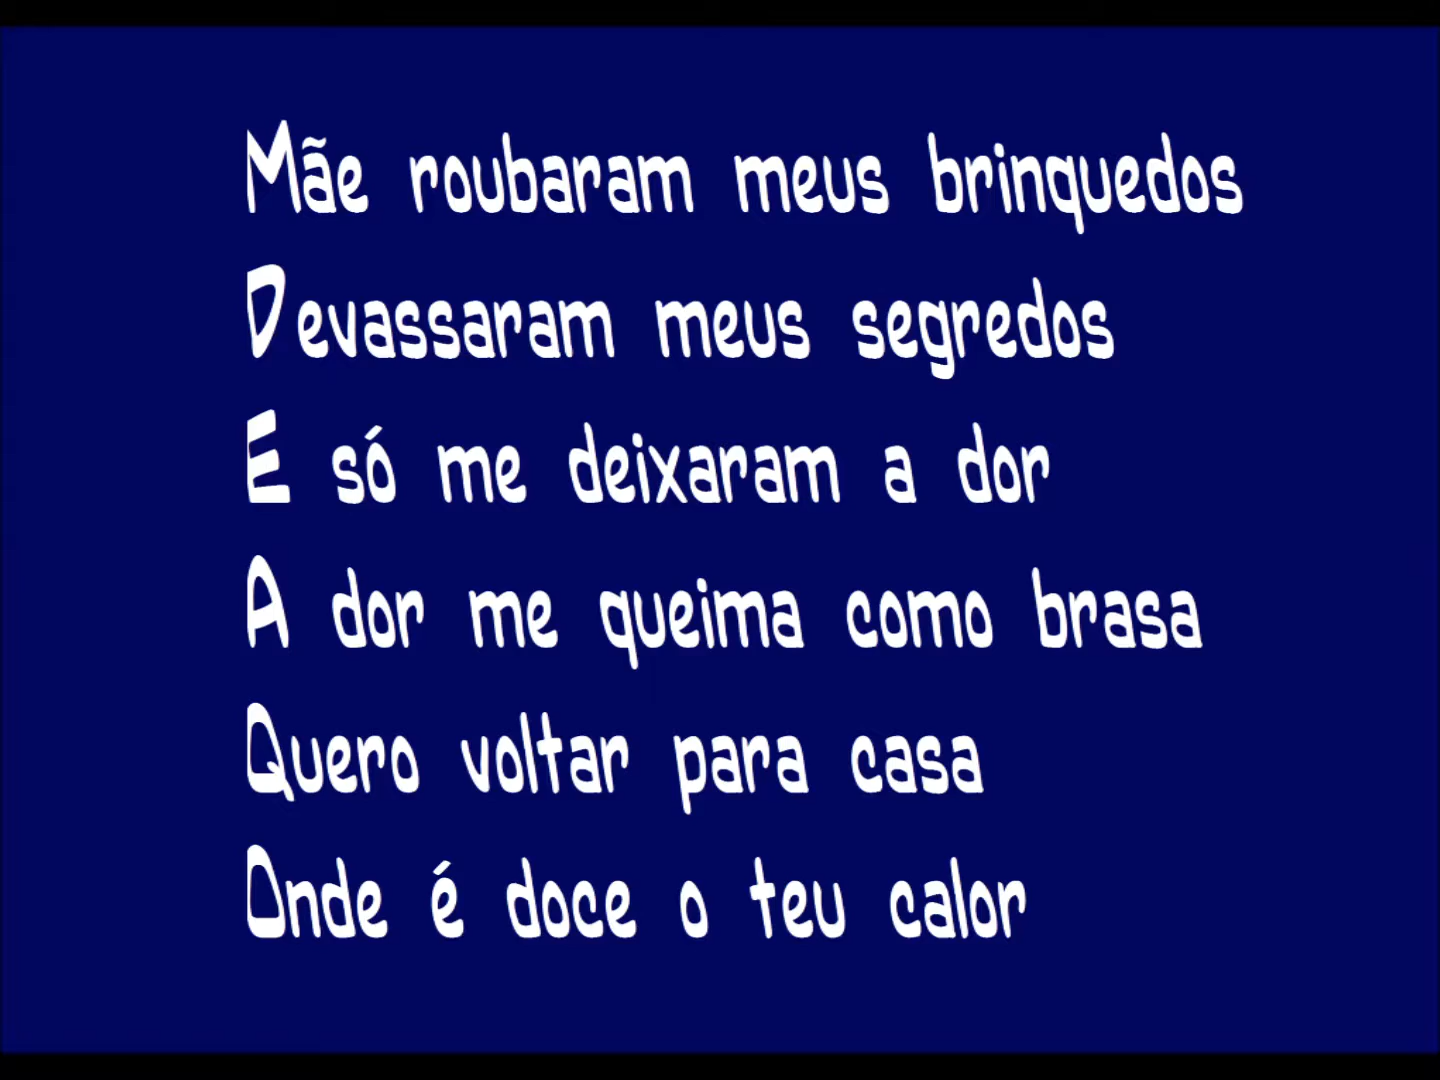 Mãe roubaram meus brinquedos
Devassaram meus segredos
E só me deixaram a dor
A dor me queima como brasa
Quero voltar para casa
Onde é doce o teu calor